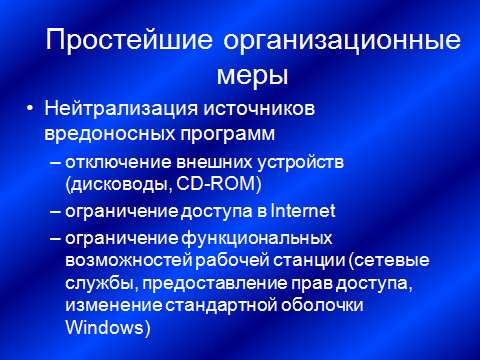 Простейшие организационные
меры
• Нейтрализация источников
вредоносных программ
– отключение внешних устройств
(дисководы, CD-ROM)
– ограничение доступа в Internet
– ограничение функциональных
возможностей рабочей станции (сетевые
службы, предоставление прав доступа,
изменение стандартной оболочки
Windows)